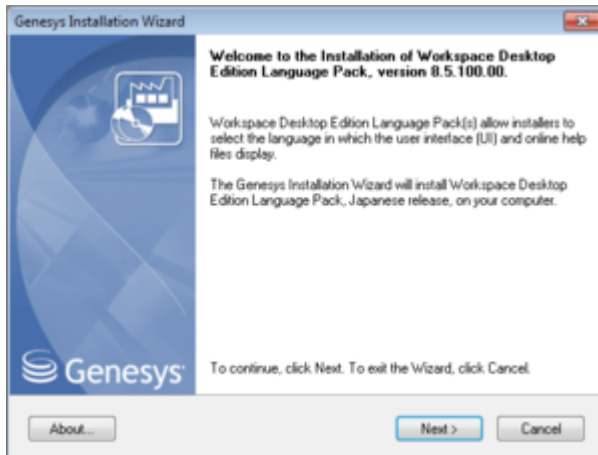 Genesys Installation Wizard
Welcome to the Installation of Workspace Desktop
Edition Language Pack, version 8.5.100.00.
Workspace Desktop Edition Language Pack(s) allow installers to
select the language in which the user interface (UI) and online help
files display.
The Genesys Installation Wizard will install Workspace Desktop
Edition Language Pack, Japanese release, on your computer.
Genesys
To continue, click Next. To exit the Wizard, click Cancel.
About...
Next >
Cancel